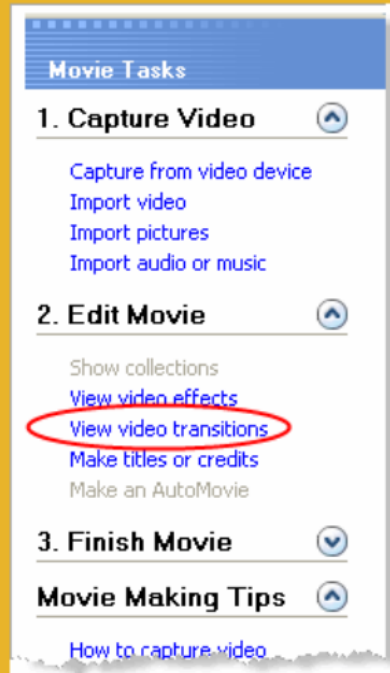 Movie Tasks
1. Capture Video
Capture from video device
Import video
Import pictures
Import audio or music
2. Edit Movie
Show collections
View video effects
View video transitions
Make titles or credits
Make an AutoMovie
3. Finish Movie
Movie Making Tips
How to capture video